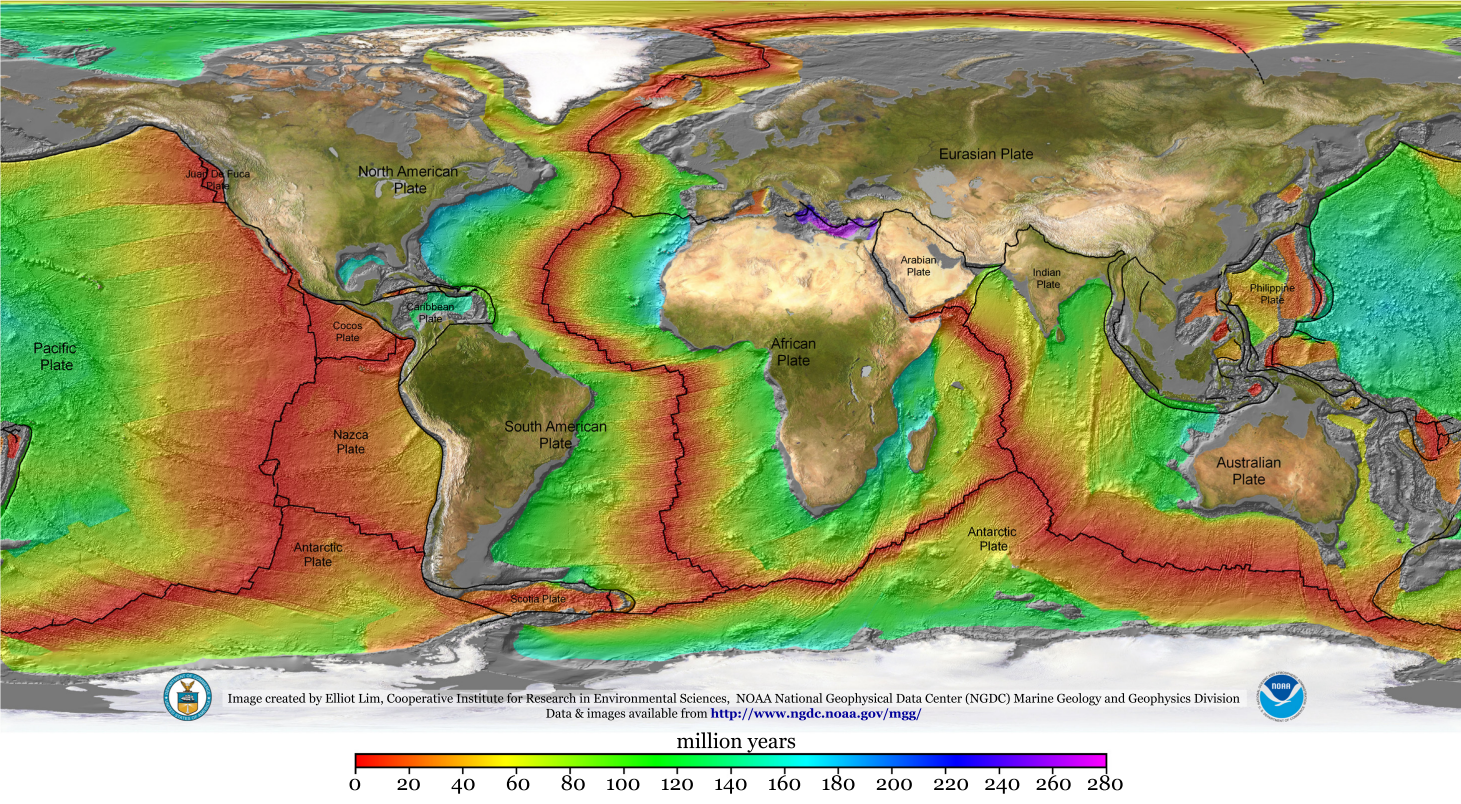 Juan De Fuca
Plate
North American
Plate
Eurasian Plate
Arabian
Plate
Indian
Plate
Philippine
Plate
Caribbean
Plate
Cocos
Plate
Pacific
Plate
African
Plate
Nazca
Plate
South American
Plate
Australian
Plate
Antarctic
Plate
Antarctic
Plate
Scotia Plate
Image created by Elliot Lim, Cooperative Institute for Research in Environmental Sciences, NOAA National Geophysical Data Center (NGDC) Marine Geology and Geophysics Division
Data & images available from http://www.ngdc.noaa.gov/mgg/
NOAA
million years
0 20 40 60 80 100 120 140 160 180 200 220 240 260 280